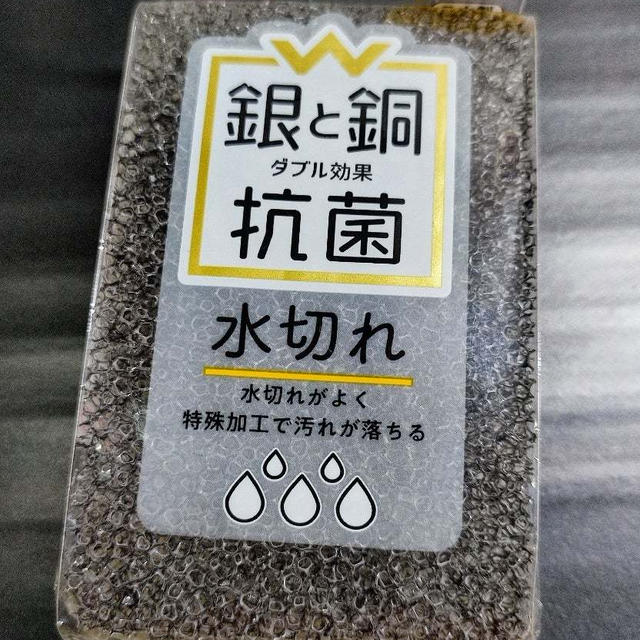 W
銀と銅
ダブル効果
抗菌
水切れ
水切れがよく
特殊加工で汚れが落ちる